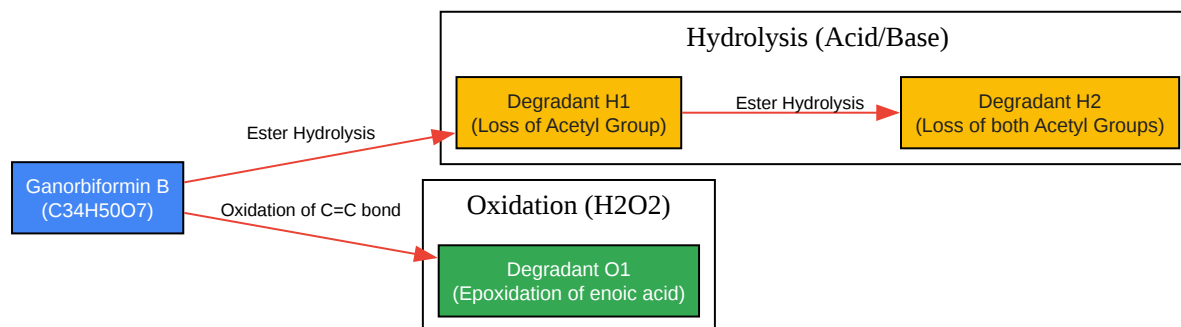 Hydrolysis (Acid/Base)
Degradant H1
(Loss of Acetyl Group)
Ester Hydrolysis
Degradant H2
(Loss of both Acetyl Groups)
Ester Hydrolysis
Ganorbiformin B
(C34H50O7)
Oxidation of C=C bond
Oxidation (H2O2)
Degradant O1
(Epoxidation of enoic acid)